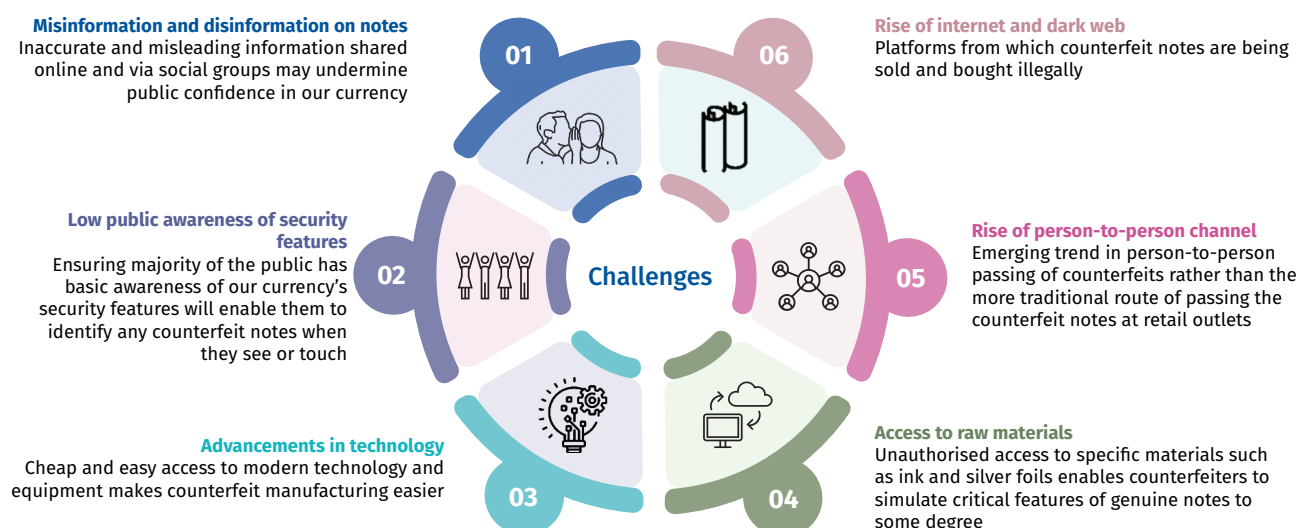 Misinformation and disinformation on notes
Inaccurate and misleading information shared
online and via social groups may undermine
public confidence in our currency
01
Low public awareness of security
features
Ensuring majority of the public has
basic awareness of our currency's
security features will enable them to
identify any counterfeit notes when
they see or touch
02
Advancements in technology
Cheap and easy access to modern technology and
equipment makes counterfeit manufacturing easier
03
Challenges
06
Rise of internet and dark web
Platforms from which counterfeit notes are being
sold and bought illegally
05
Rise of person-to-person channel
Emerging trend in person-to-person
passing of counterfeits rather than the
more traditional route of passing the
counterfeit notes at retail outlets
04
Access to raw materials
Unauthorised access to specific materials such
as ink and silver foils enables counterfeiters to
simulate critical features of genuine notes to
some degree